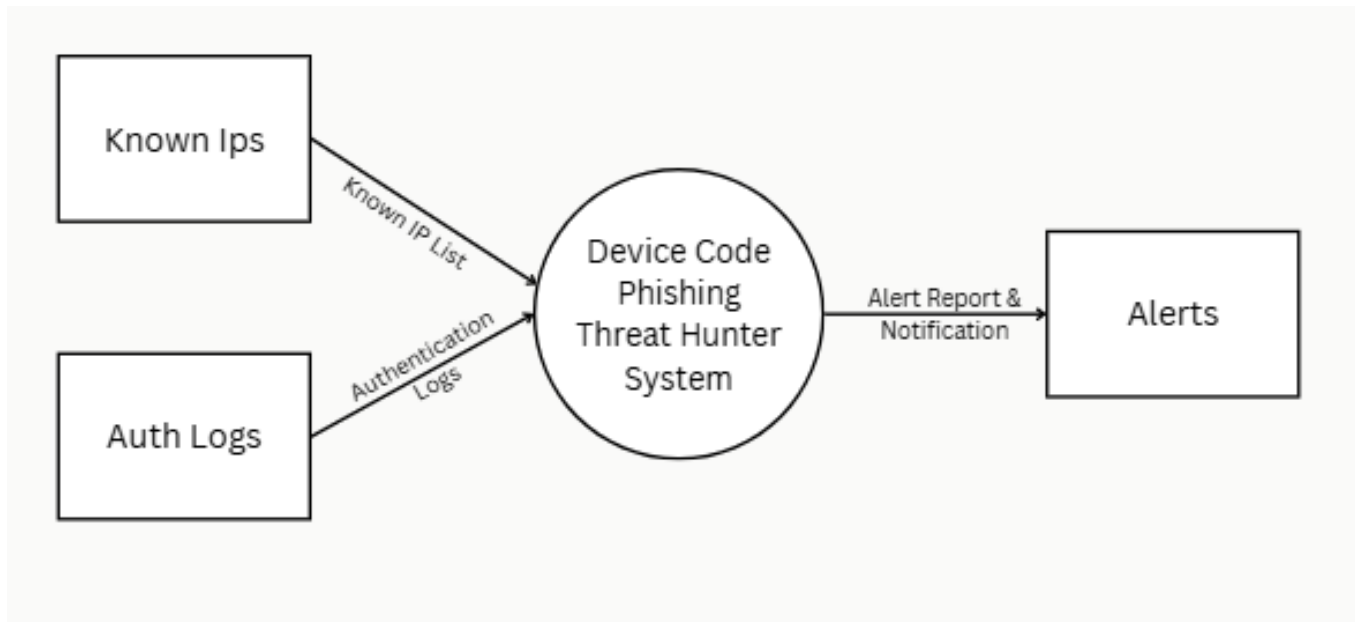 Known Ips
Known IP List
Authentication
Logs
Auth Logs
Device Code
Phishing
Threat Hunter
System
Alert Report &
Notification
Alerts